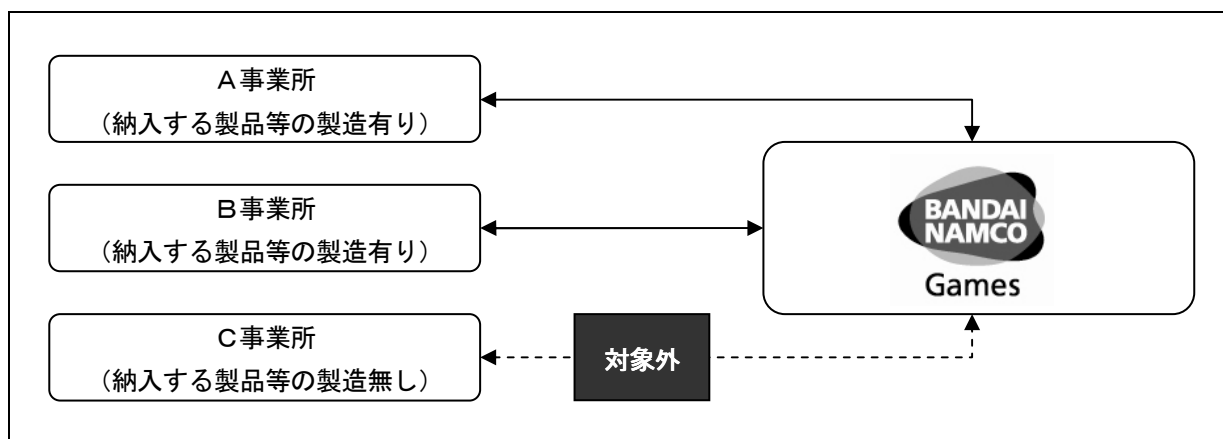 A事業所
（納入する製品等の製造有り）
B事業所
（納入する製品等の製造有り）
BANDAI
NAMCO
Games
C事業所
（納入する製品等の製造無し）
対象外